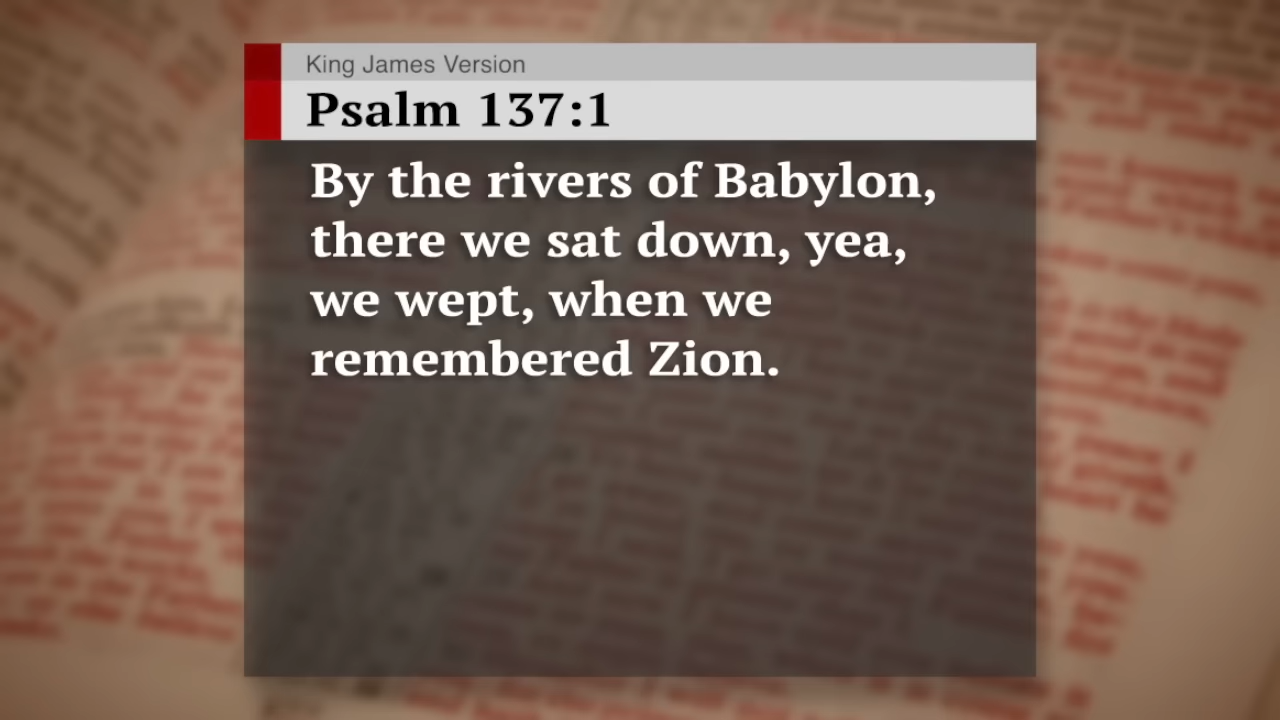 King James Version
Psalm 137:1
By the rivers of Babylon,
there we sat down, yea,
we wept, when we
remembered Zion.